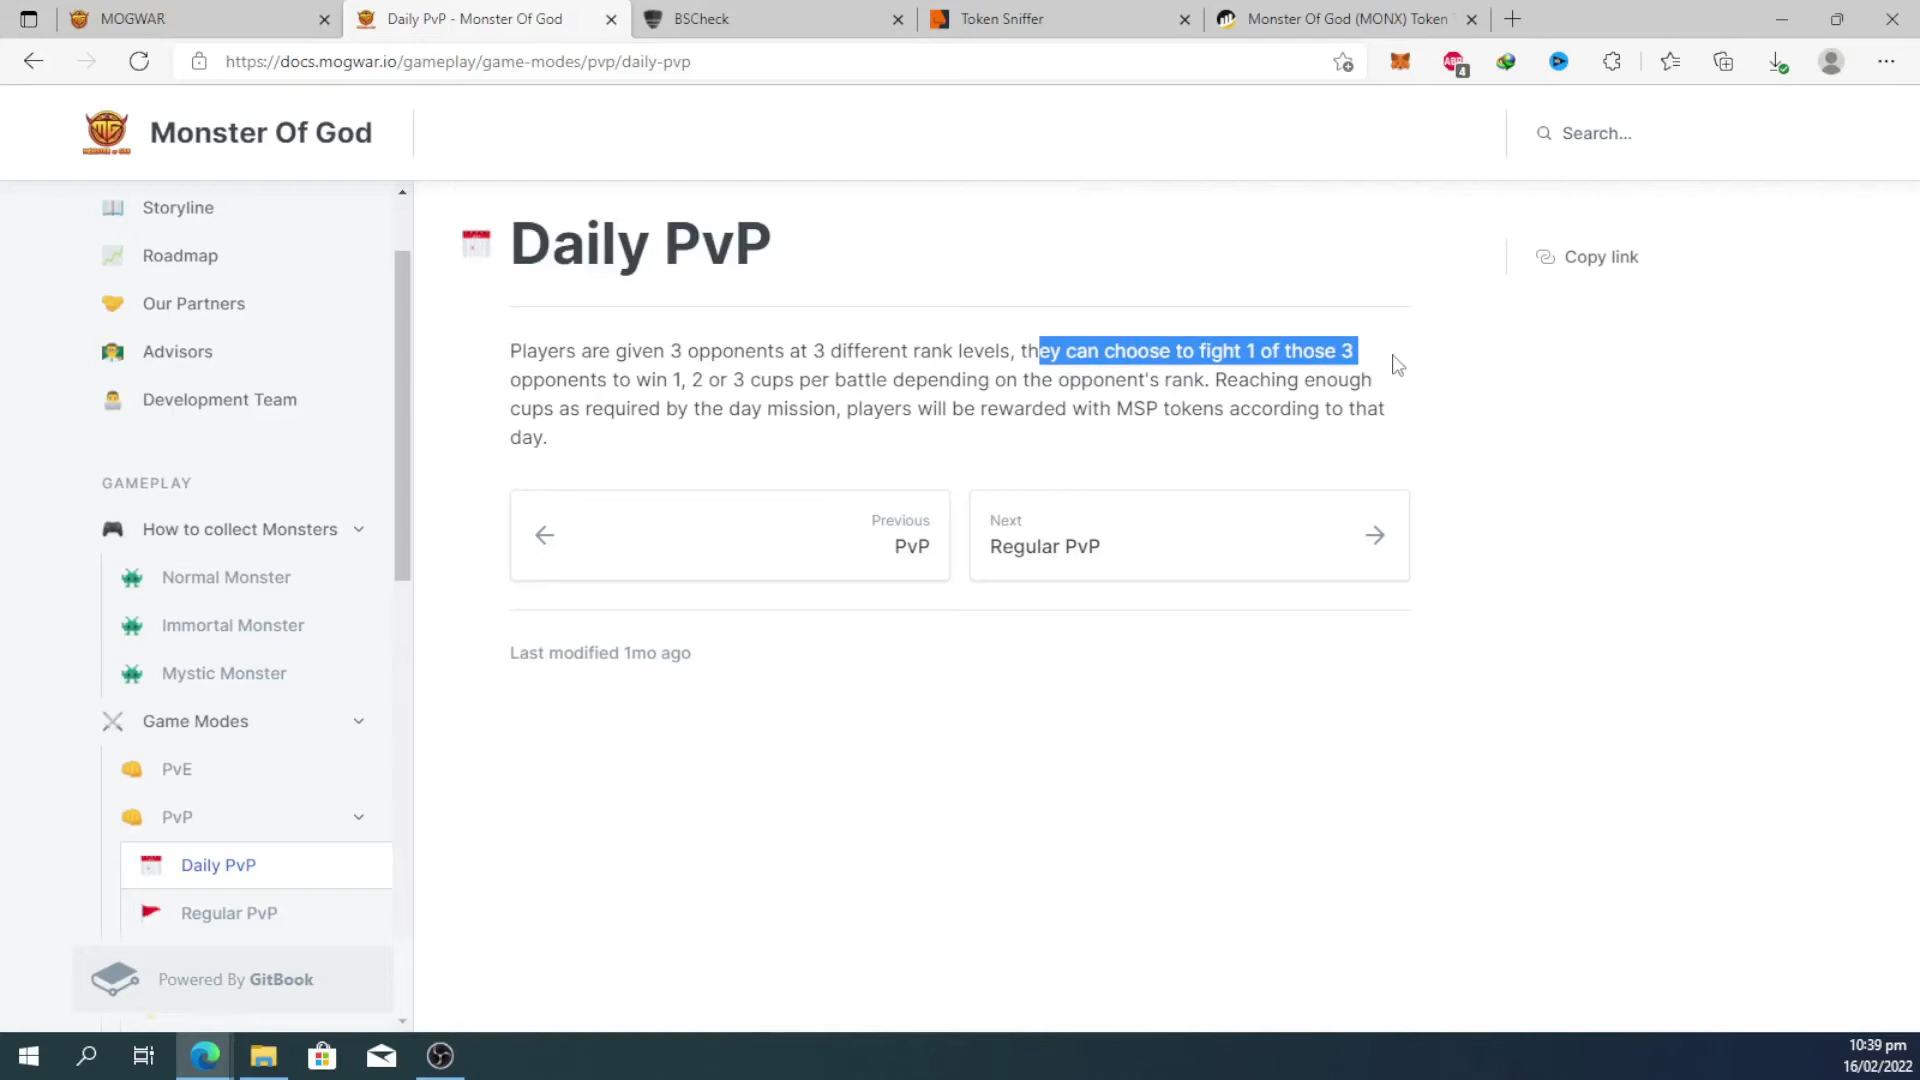 MOGWAR
Daily PvP - Monster Of God
BSCheck
Token Sniffer
Monster Of God (MONX) Token
https://docs.mogwar.io/gameplay/game-modes/pvp/daily-pvp
ABP
4
MONSTER OF GOD
Monster Of God
Search...
Storyline
Roadmap
Our Partners
Advisors
Development Team
GAMEPLAY
How to collect Monsters
Normal Monster
Immortal Monster
Mystic Monster
Game Modes
PvE
PvP
Daily PvP
Regular PvP
Powered By GitBook
Daily PvP
Copy link
Players are given 3 opponents at 3 different rank levels, they can choose to fight 1 of those 3
opponents to win 1, 2 or 3 cups per battle depending on the opponent's rank. Reaching enough
cups as required by the day mission, players will be rewarded with MSP tokens according to that
day.
Previous
PvP
Next
Regular PvP
Last modified 1mo ago
10:39 pm
16/02/2022